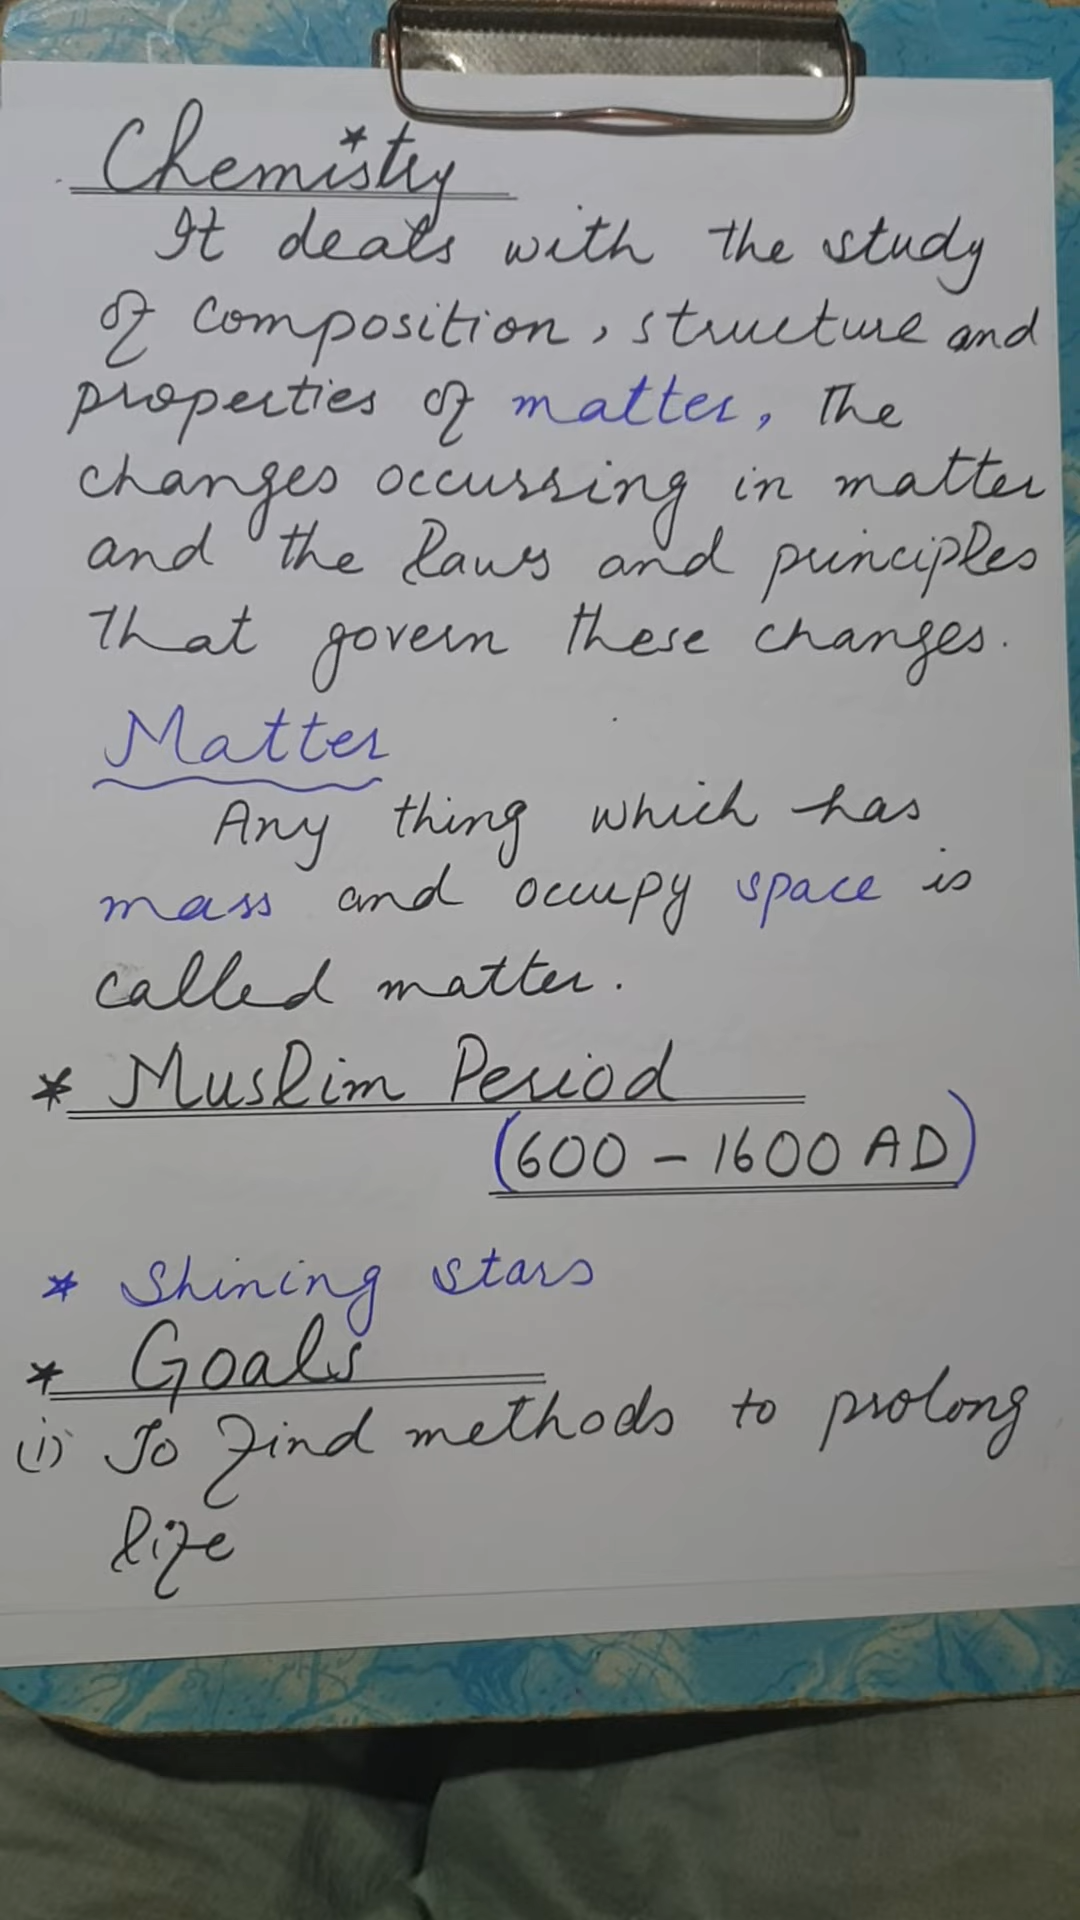 Chemistry
It deals with the study
of composition, structure and
properties of matter, The
changes occurring in matter
and the laws and principles
That govern these changes.
Matter
Any thing which has
mass and occupy space is
called matter.
* Muslim Period
(600 - 1600 AD)
* Shining stars
* Goals
(i) To find methods to prolong
life